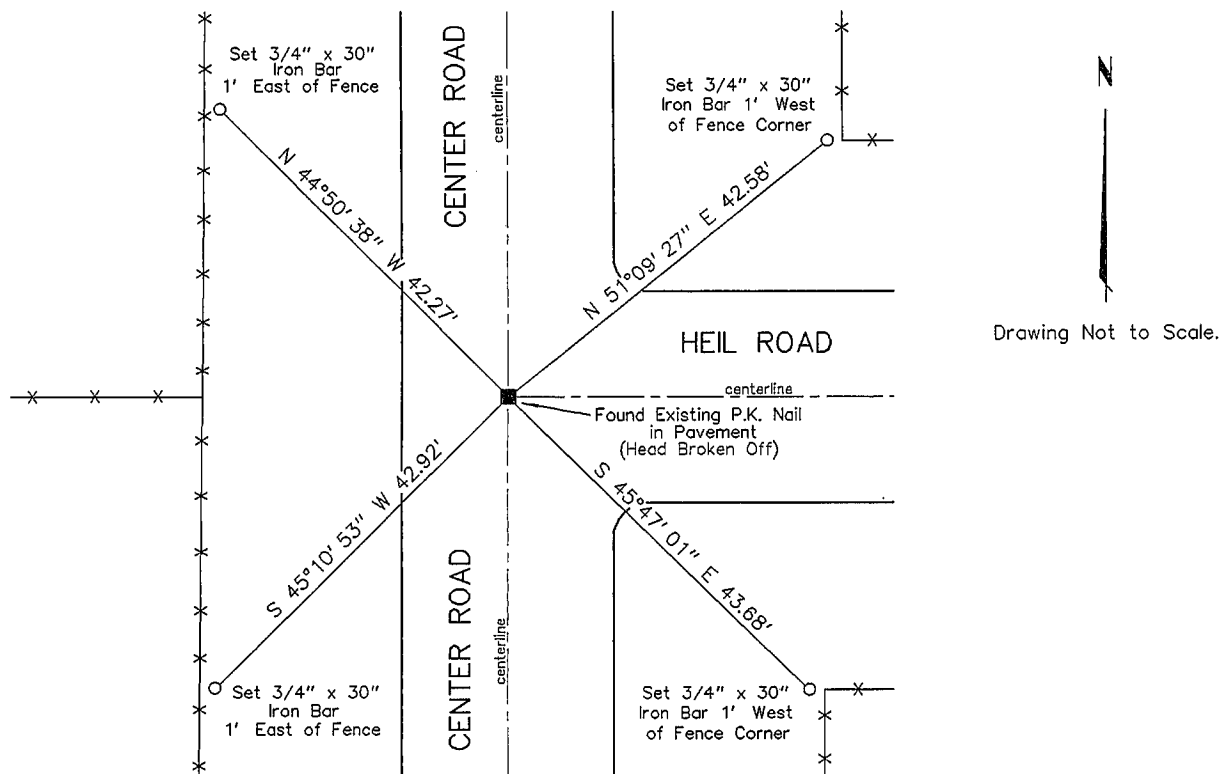 Set 3/4" x 30"
Iron Bar
1' East of Fence
CENTER ROAD
centerline
Set 3/4" x 30"
Iron Bar 1' West
of Fence Corner
N
Drawing Not to Scale.
N 44°50' 38" W 42.27'
N 51°09' 27" E 42.58'
HEIL ROAD
centerline
Found Existing P.K. Nail
in Pavement
(Head Broken Off)
S 45°10' 53" W 42.92'
S 45°47' 01" E 43.68'
CENTER ROAD
centerline
Set 3/4" x 30"
Iron Bar
1' East of Fence
Set 3/4" x 30"
Iron Bar 1' West
of Fence Corner